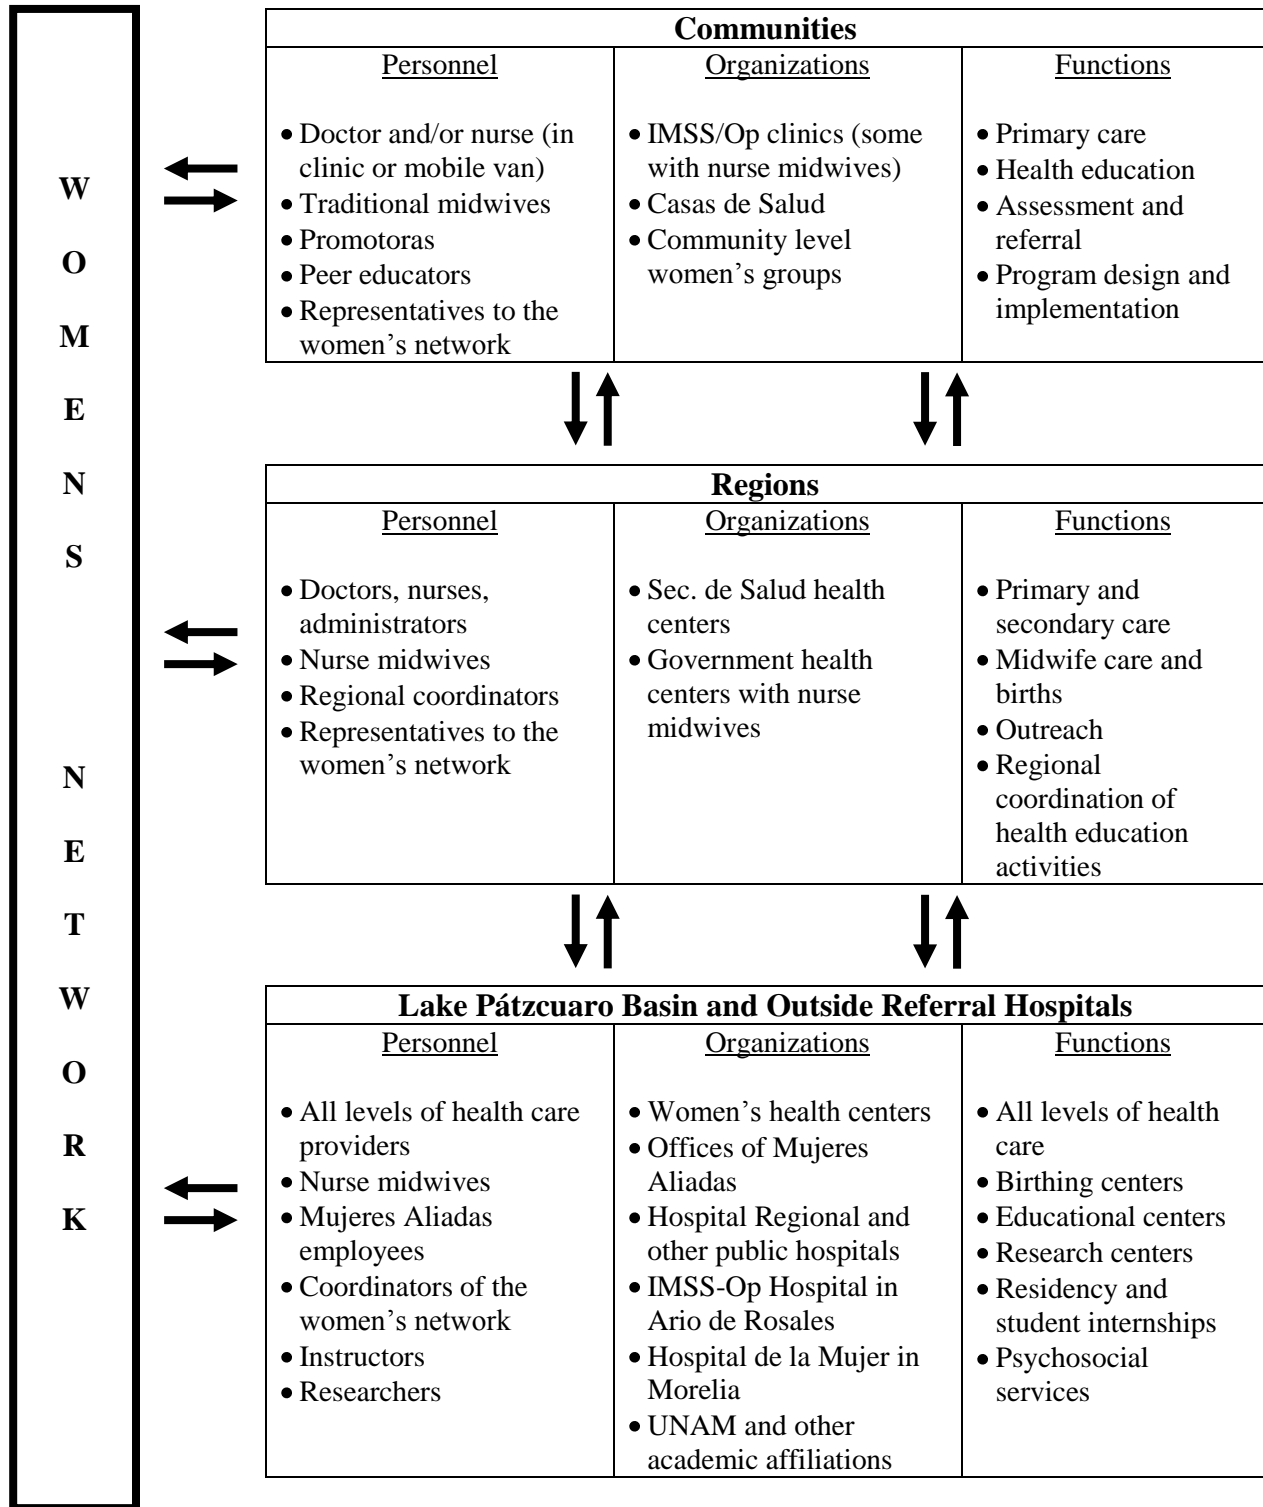 WOMENS NETWORK
Communities
Personnel
• Doctor and/or nurse (in
clinic or mobile van)
• Traditional midwives
• Promotoras
• Peer educators
• Representatives to the
women’s network
Organizations
• IMSS/Op clinics (some
with nurse midwives)
• Casas de Salud
• Community level
women’s groups
Functions
• Primary care
• Health education
• Assessment and
referral
• Program design and
implementation
Regions
Personnel
• Doctors, nurses,
administrators
• Nurse midwives
• Regional coordinators
• Representatives to the
women’s network
Organizations
• Sec. de Salud health
centers
• Government health
centers with nurse
midwives
Functions
• Primary and
secondary care
• Midwife care and
births
• Outreach
• Regional
coordination of
health education
activities
Lake Pátzcuaro Basin and Outside Referral Hospitals
Personnel
• All levels of health care
providers
• Nurse midwives
• Mujeres Aliadas
employees
• Coordinators of the
women’s network
• Instructors
• Researchers
Organizations
• Women’s health centers
• Offices of Mujeres
Aliadas
• Hospital Regional and
other public hospitals
• IMSS-Op Hospital in
Ario de Rosales
• Hospital de la Mujer in
Morelia
• UNAM and other
academic affiliations
Functions
• All levels of health
care
• Birthing centers
• Educational centers
• Research centers
• Residency and
student internships
• Psychosocial
services